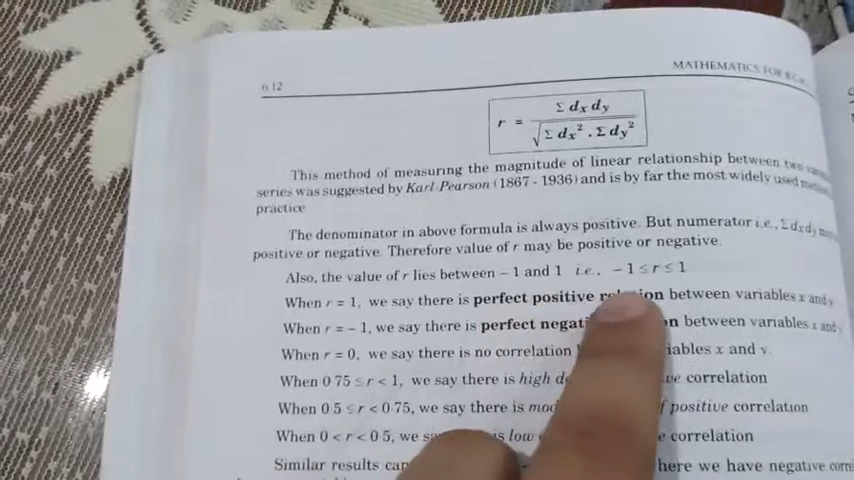 6.12
MATHEMATICS FOR B.C.A.
r = Σ dx dy / √Σ dx² . Σ dy²
This method of measuring the magnitude of linear relationship between two
series was suggested by Karl Pearson (1867 - 1936) and is by far the most widely used
practice
The denominator in above formula is always positive. But numerator i.e., Σ dx dy
positive or negative. Therefore value of r may be positive or negative.
Also, the value of r lies between – 1 and 1 i.e., – 1 ≤ r ≤ 1
When r = 1, we say there is perfect positive between variables x and y
When r = – 1, we say there is perfect between variables x and y
When r = 0, we say there is no correlation x and y
When 0 75 ≤ r < 1, we say there is high correlation
When 0 5 ≤ r < 0·75, we say there is of positive correlation
When 0 < r < 0 5, we is low correlation
Similar results we have negative